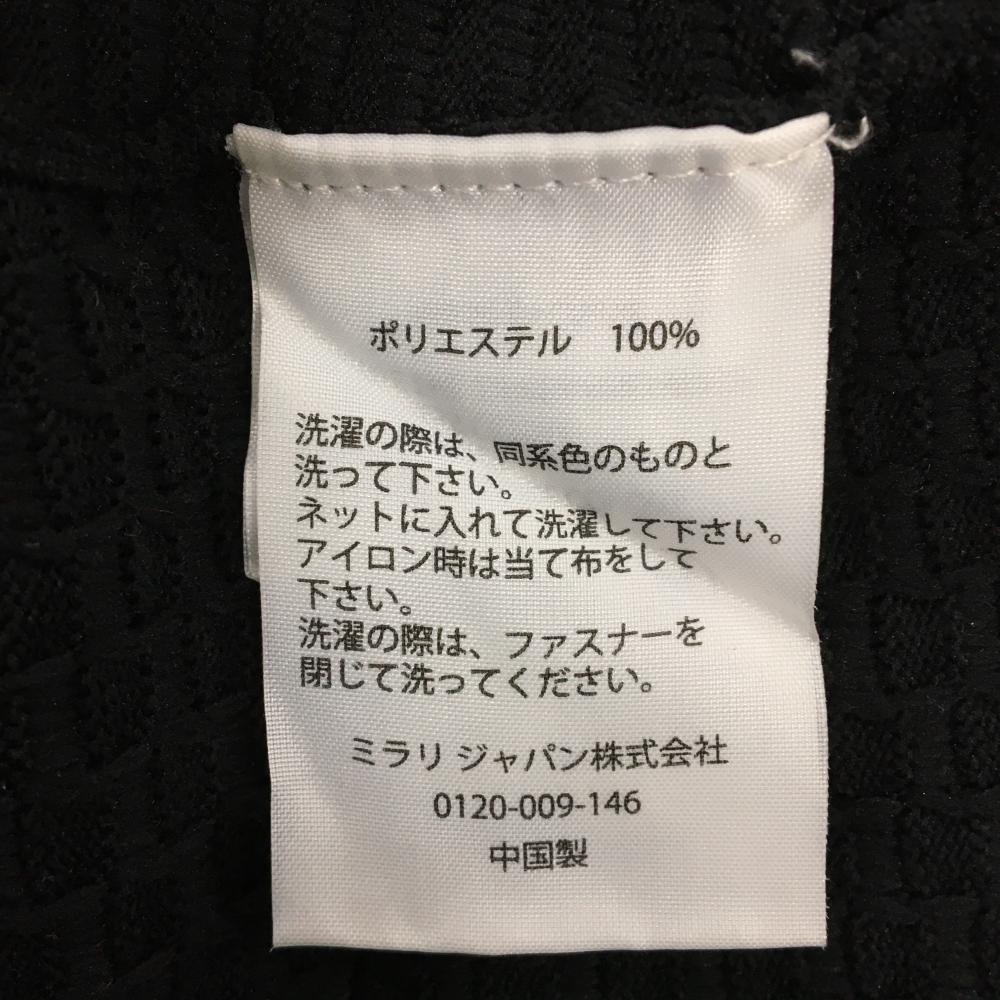 ポリエステル　100%
洗濯の際は、同系色のものと
洗って下さい。
ネットに入れて洗濯して下さい。
アイロン時は当て布をして
下さい。
洗濯の際は、ファスナーを
閉じて洗ってください。
ミラリ ジャパン株式会社
0120-009-146
中国製